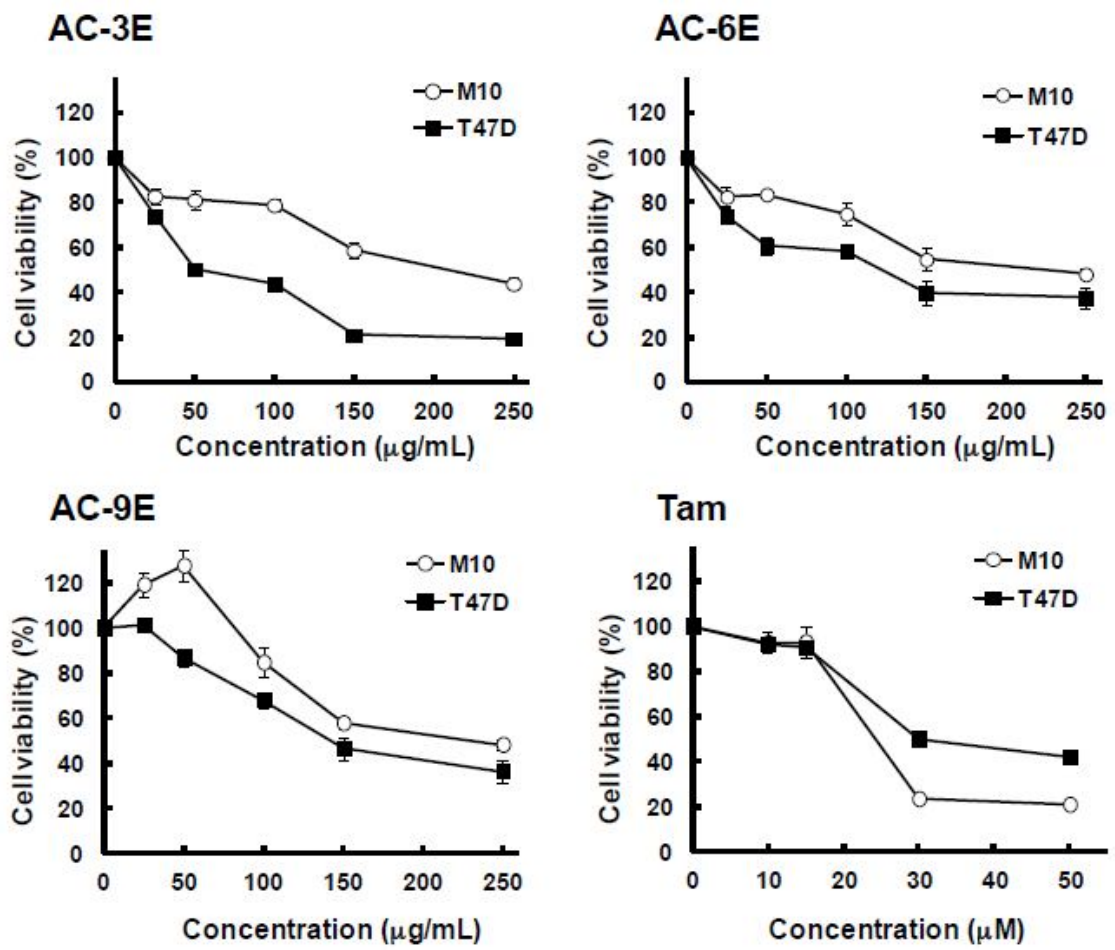 AC-3E
M10
T47D
120
100
80
60
40
20
0
Cell viability (%)
0 50 100 150 200 250
Concentration (μg/mL)
AC-6E
M10
T47D
120
100
80
60
40
20
0
Cell viability (%)
0 50 100 150 200 250
Concentration (μg/mL)
AC-9E
M10
T47D
120
100
80
60
40
20
0
Cell viability (%)
0 50 100 150 200 250
Concentration (μg/mL)
Tam
M10
T47D
120
100
80
60
40
20
0
Cell viability (%)
0 10 20 30 40 50
Concentration (μM)